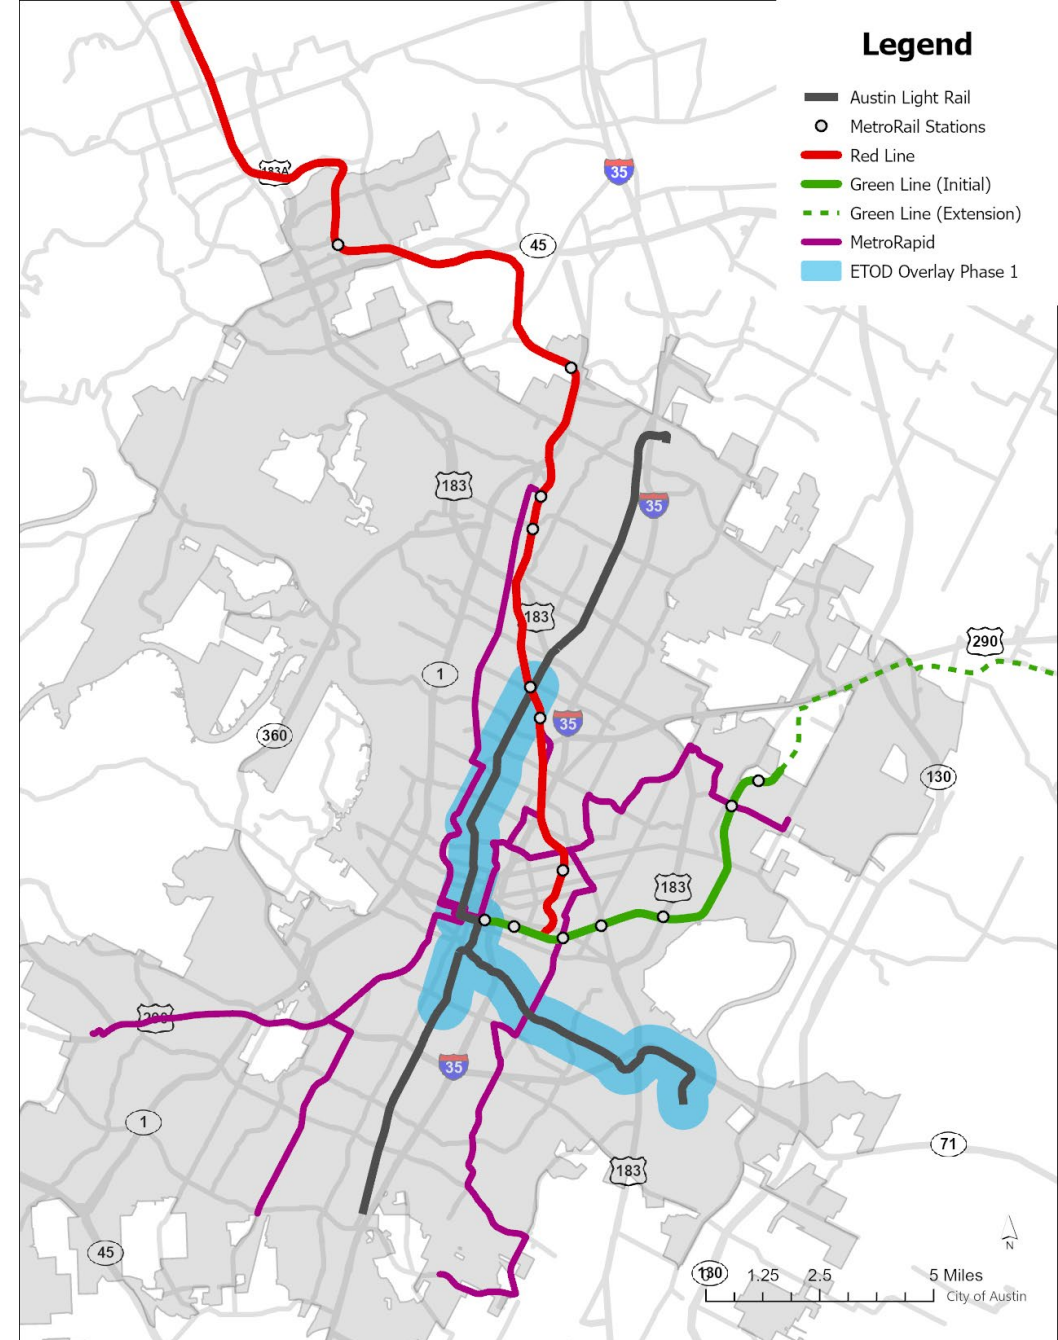 Legend
Austin Light Rail
MetroRail Stations
Red Line
Green Line (Initial)
Green Line (Extension)
MetroRapid
ETOD Overlay Phase 1
183A
35
45
183
35
183
290
1
35
360
130
183
290
35
1
71
183
45
N
130
1.25 2.5 5 Miles
City of Austin